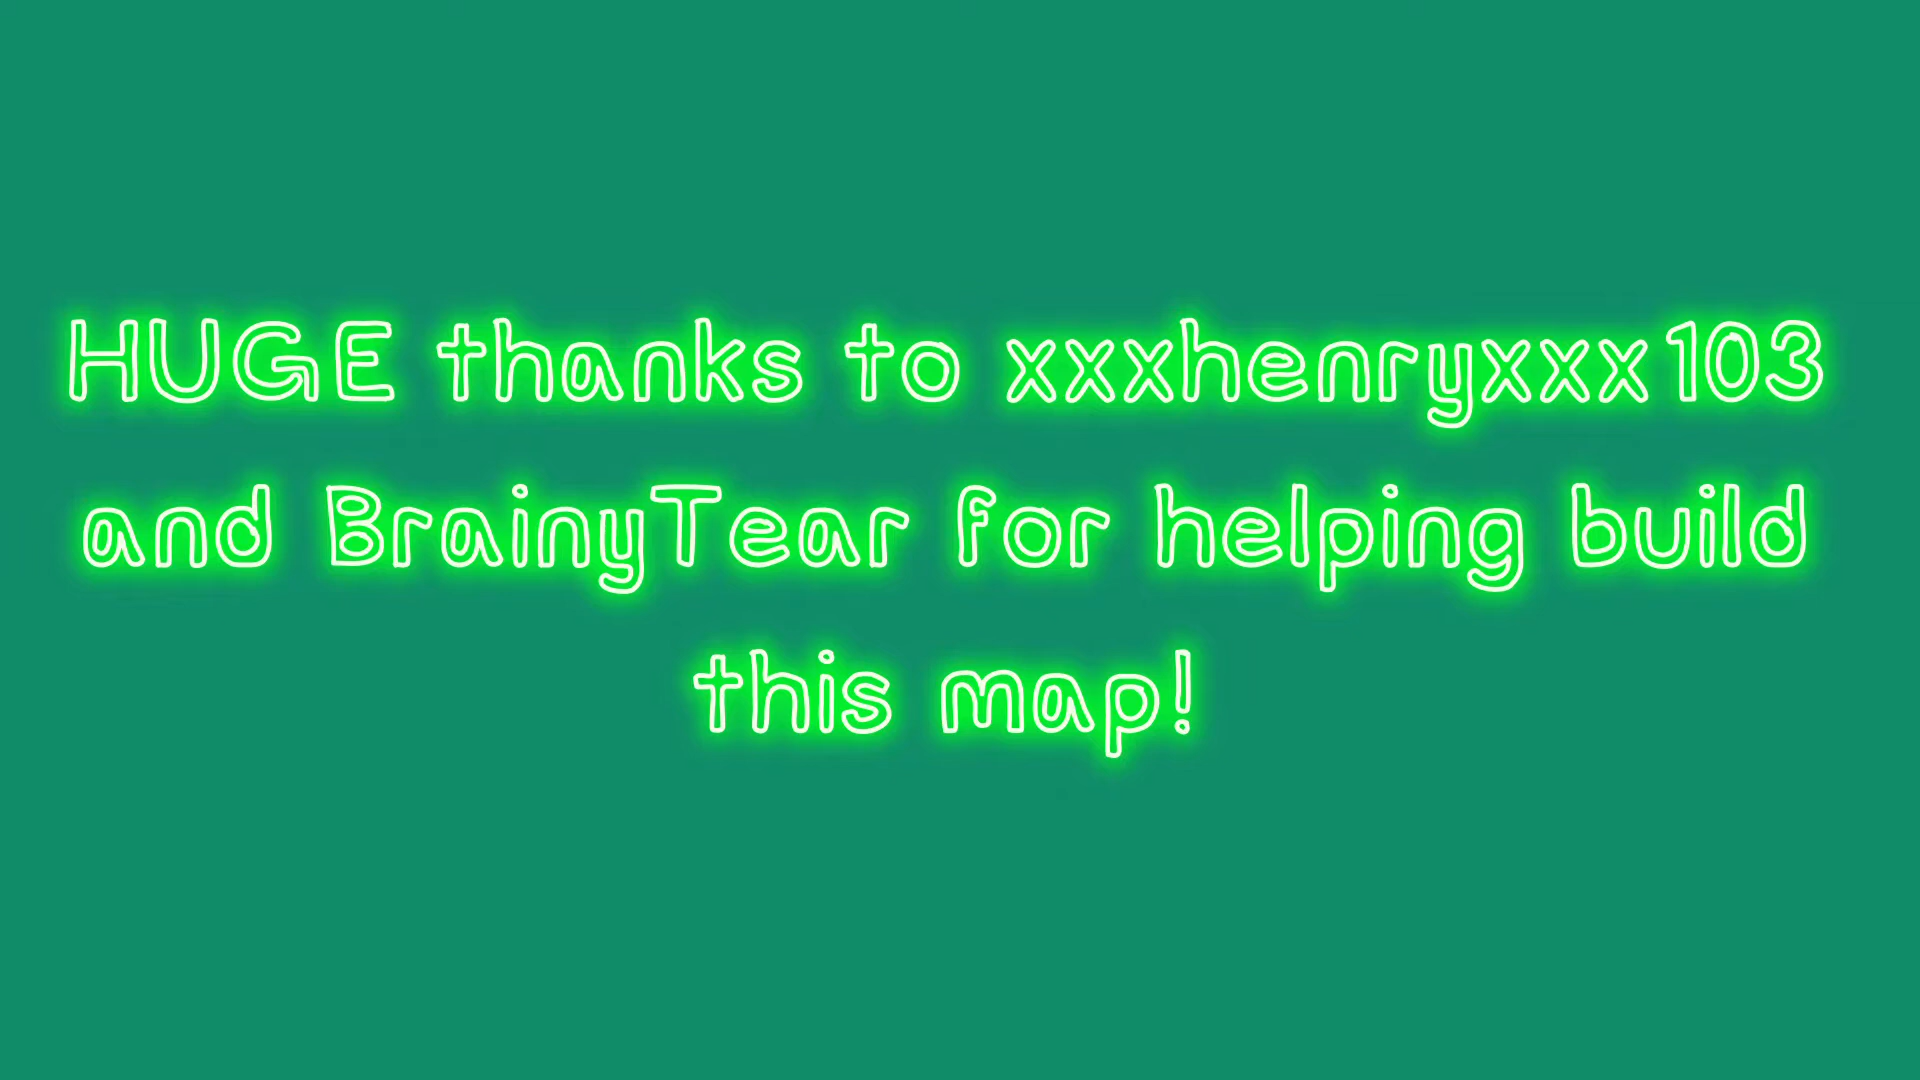 HUGE thanks to xxxhenryxxx103
and BrainyTear for helping build
this map!